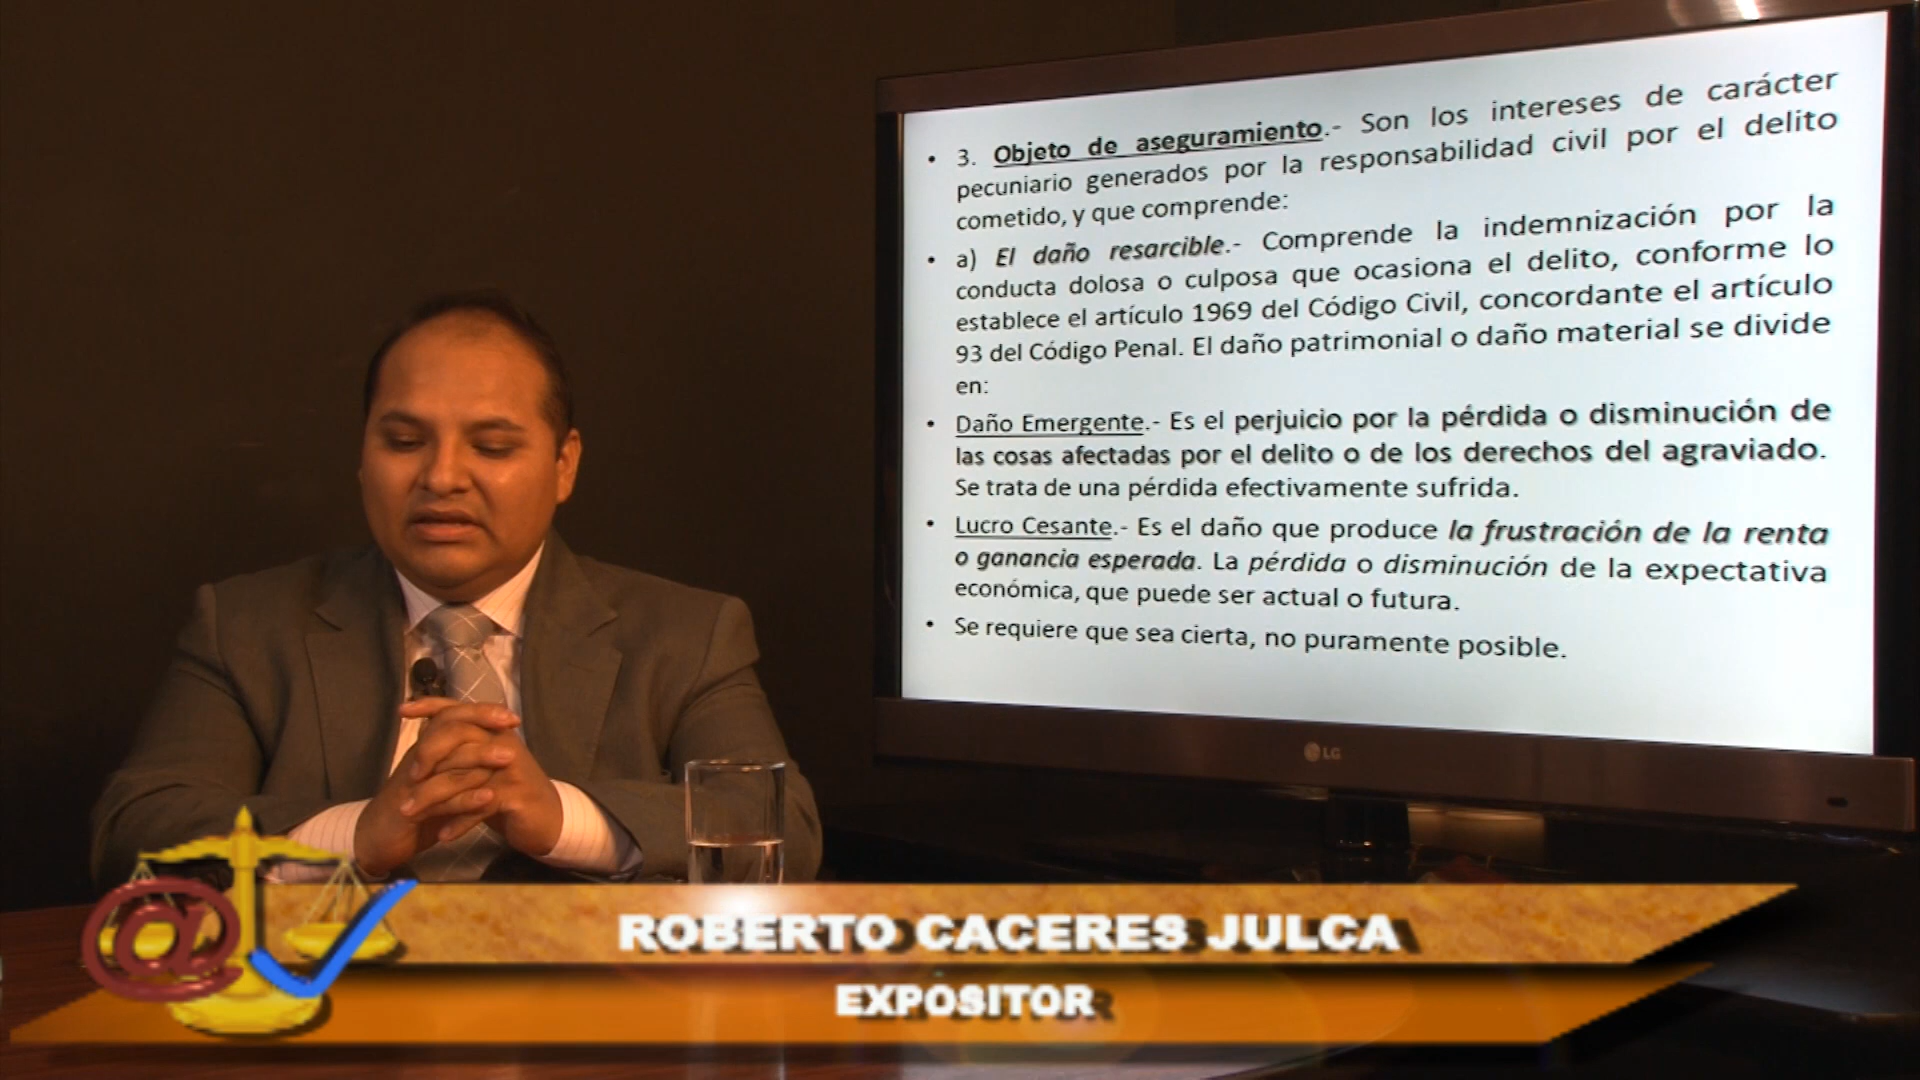 • 3. Objeto de aseguramiento.- Son los intereses de carácter
pecuniario generados por la responsabilidad civil por el delito
cometido, y que comprende:
• a) El daño resarcible.- Comprende la indemnización por la
conducta dolosa o culposa que ocasiona el delito, conforme lo
establece el artículo 1969 del Código Civil, concordante el artículo
93 del Código Penal. El daño patrimonial o daño material se divide
en:
• Daño Emergente.- Es el perjuicio por la pérdida o disminución de
las cosas afectadas por el delito o de los derechos del agraviado.
Se trata de una pérdida efectivamente sufrida.
• Lucro Cesante.- Es el daño que produce la frustración de la renta
o ganancia esperada. La pérdida o disminución de la expectativa
económica, que puede ser actual o futura.
• Se requiere que sea cierta, no puramente posible.
LG
@
ROBERTO CACERES JULCA
EXPOSITOR